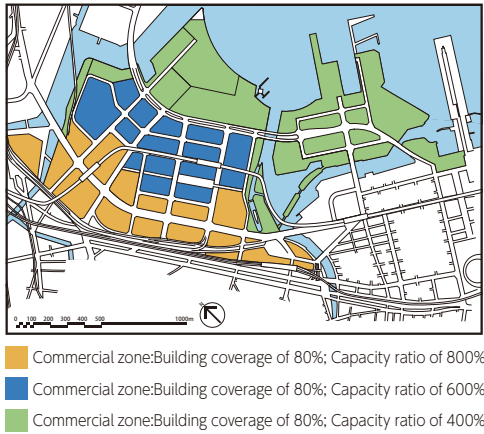 0 100 200 300 400 500 1000m
Commercial zone:Building coverage of 80%; Capacity ratio of 800%
Commercial zone:Building coverage of 80%; Capacity ratio of 600%
Commercial zone:Building coverage of 80%; Capacity ratio of 400%